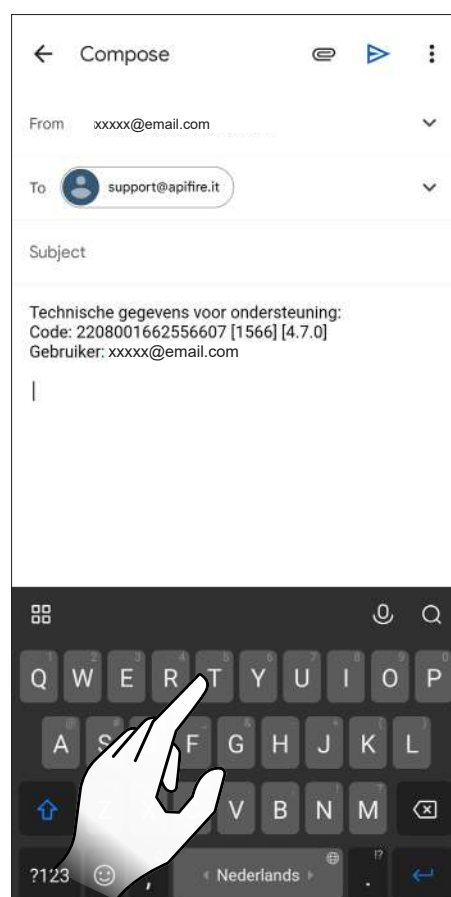 Compose
From xxxxx@email.com
To support@apifire.it
Subject
Technische gegevens voor ondersteuning:
Code: 2208001662556607 [1566] [4.7.0]
Gebruiker: xxxxx@email.com
Q W E R T Y U I O P
A S F G H J K L
Z X V B N M
?123 , Nederlands .